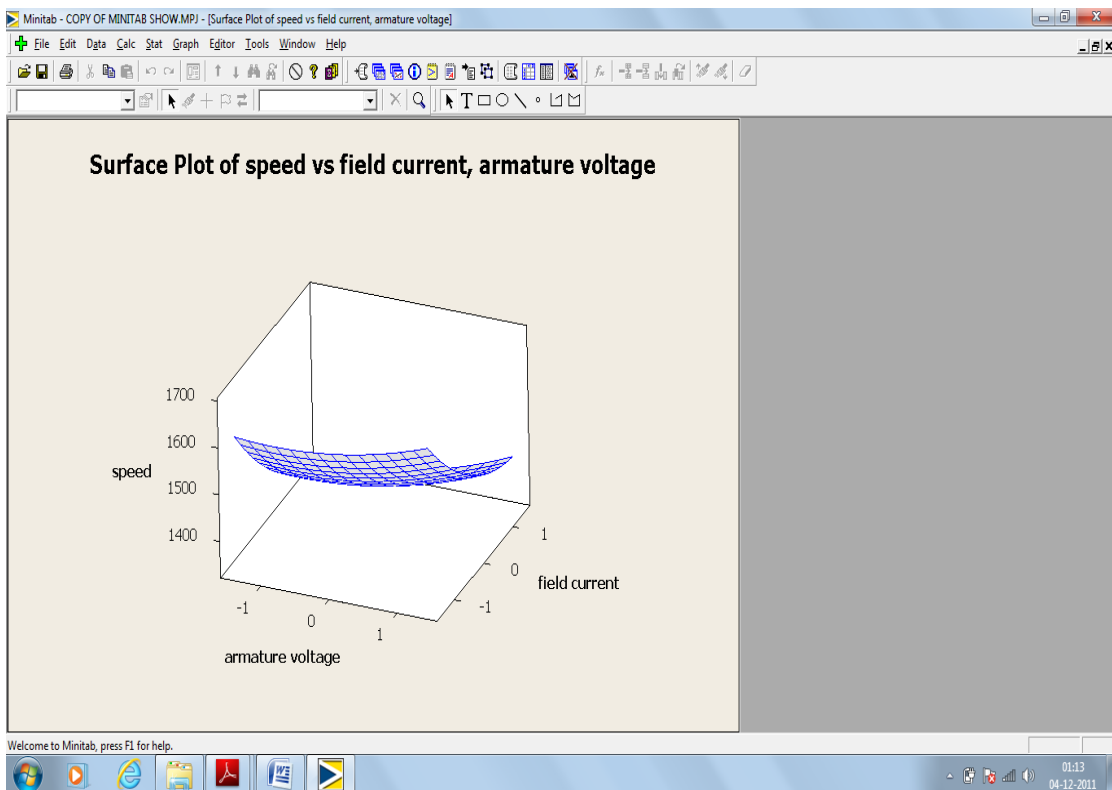 Minitab - COPY OF MINITAB SHOW.MPJ - [Surface Plot of speed vs field current, armature voltage]
File Edit Data Calc Stat Graph Editor Tools Window Help
Surface Plot of speed vs field current, armature voltage
1700
1600
speed
1500
1400
1
0
field current
-1
-1
0
1
armature voltage
Welcome to Minitab, press F1 for help.
01:13
04-12-2011